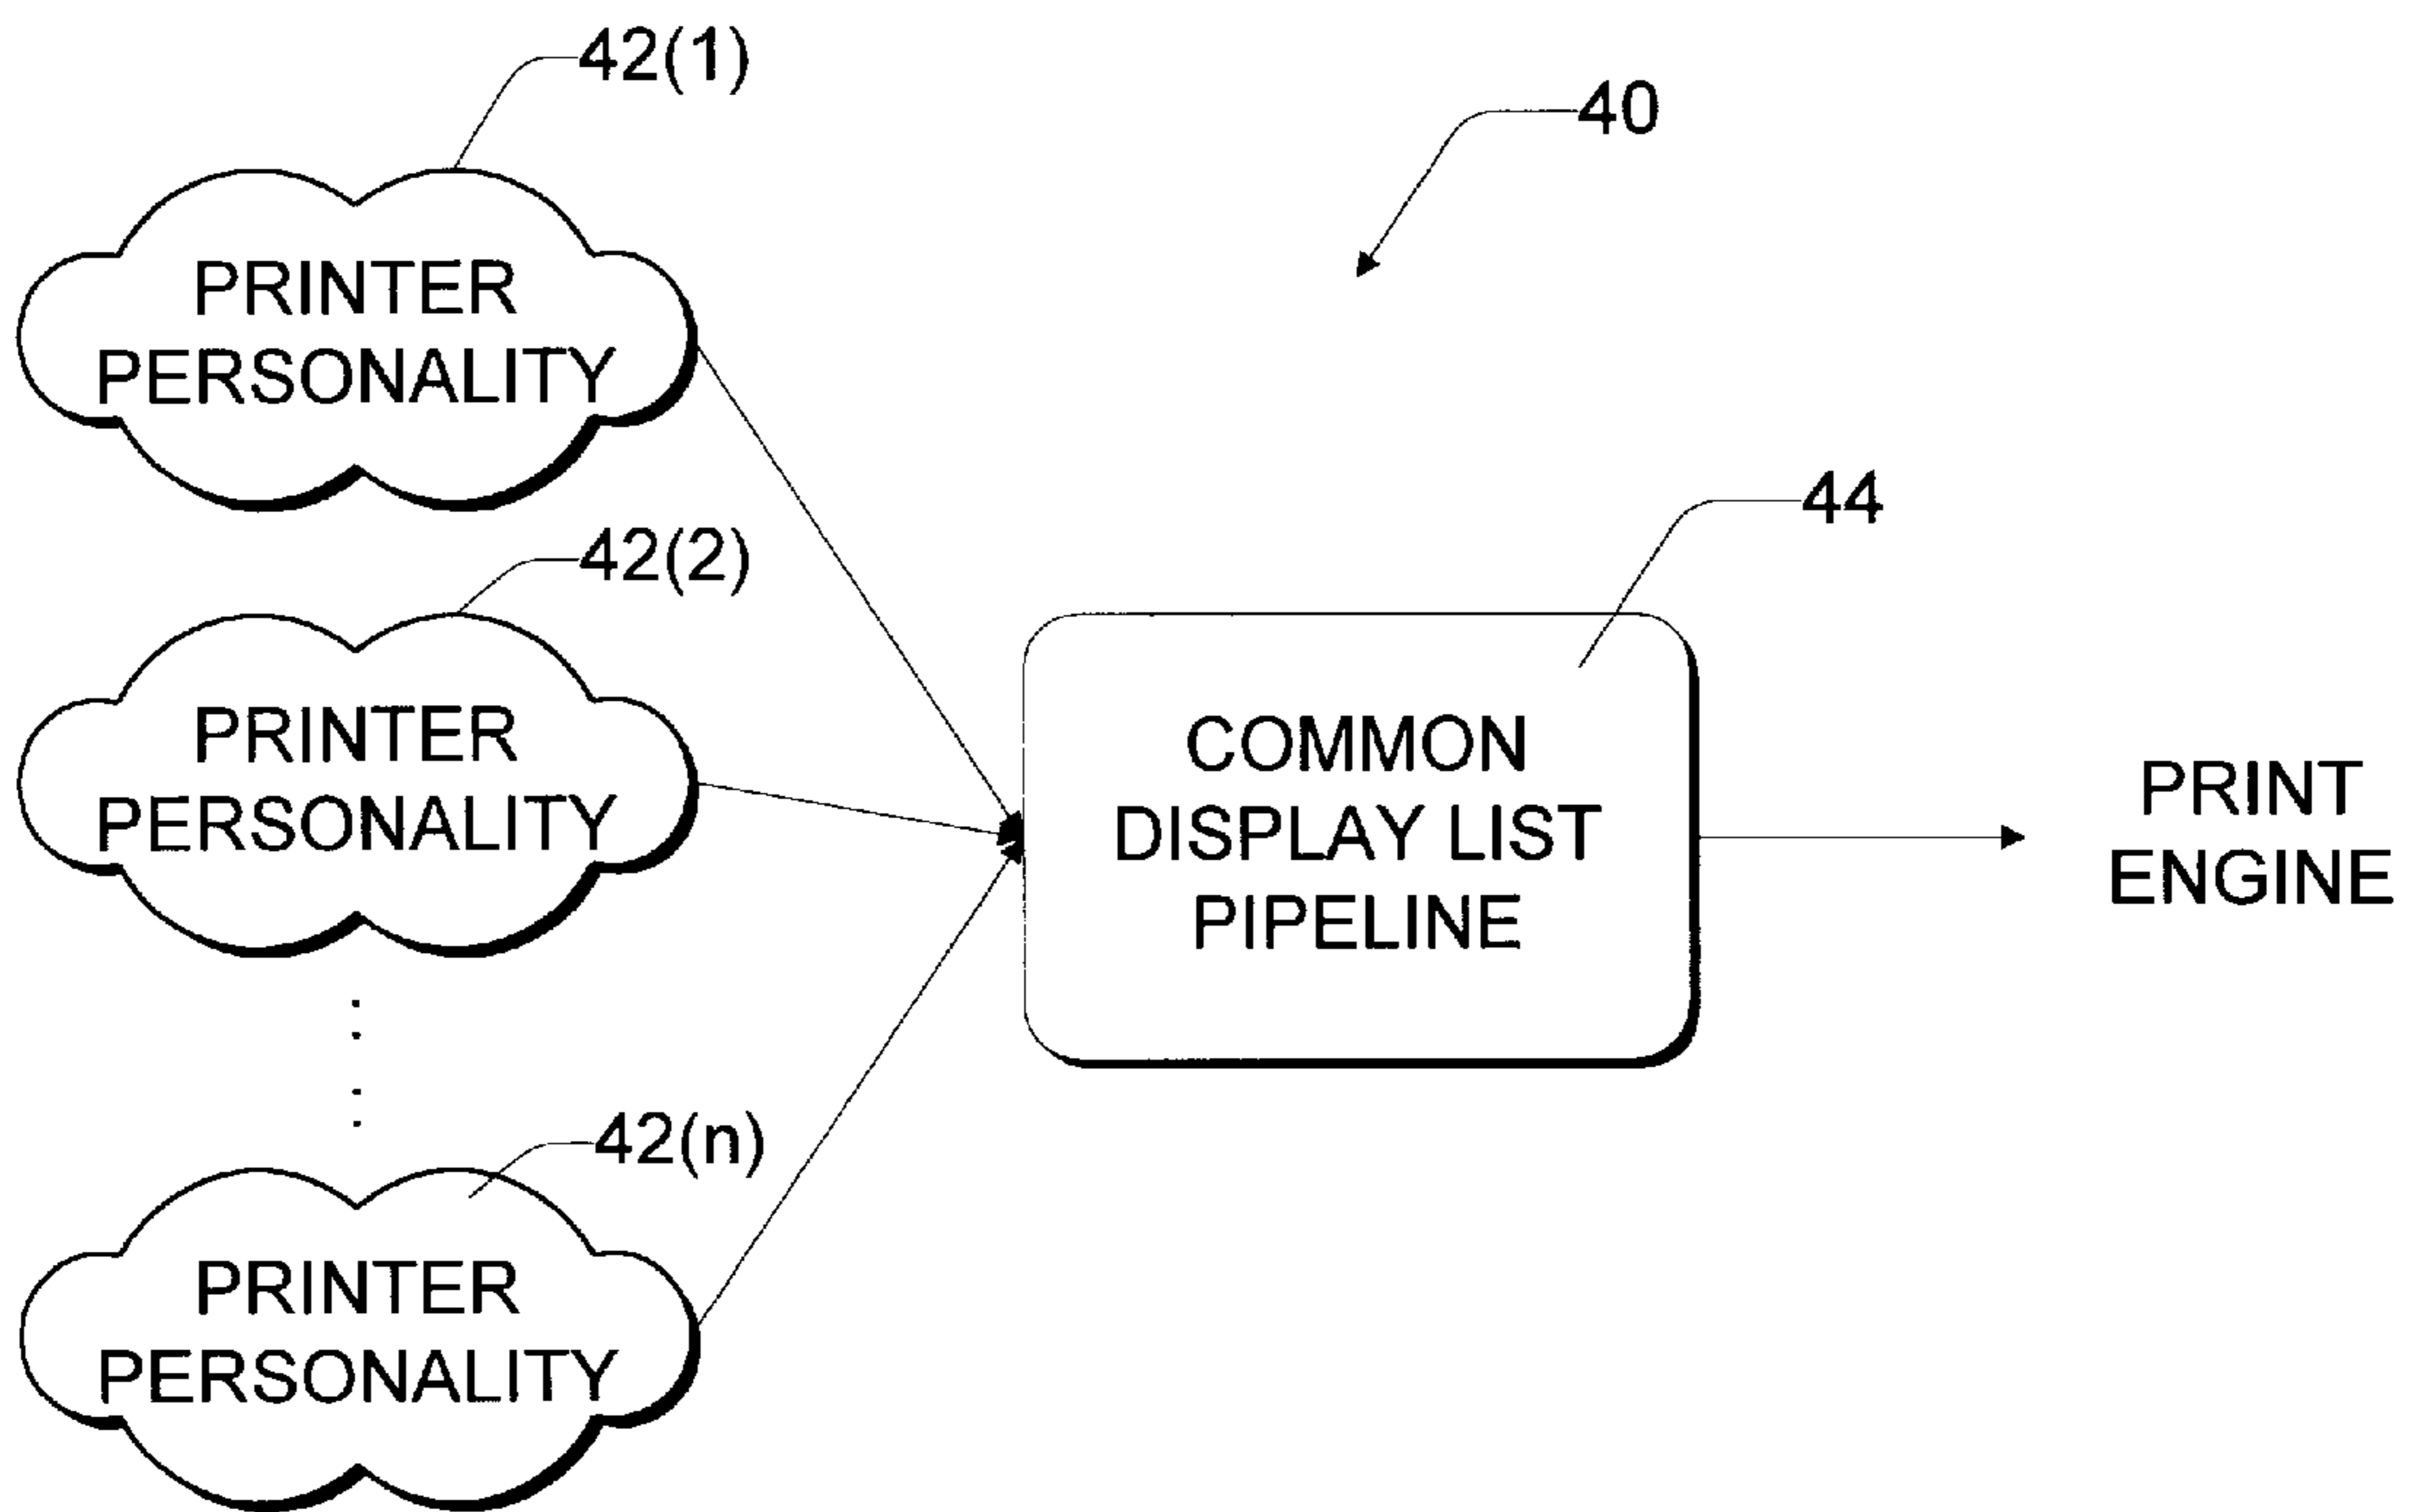 42(1)
40
PRINTER
PERSONALITY
44
42(2)
PRINTER
PERSONALITY
COMMON
DISPLAY LIST
PIPELINE
PRINT
ENGINE
42(n)
PRINTER
PERSONALITY